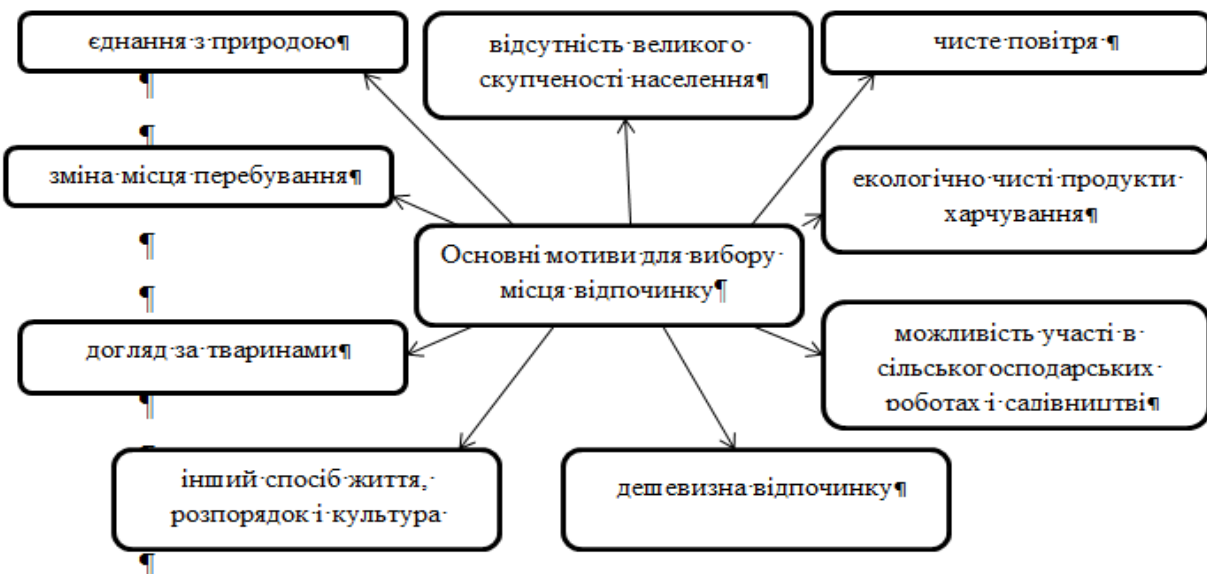 єднання з природою¶
відсутність великого
скупченості населення¶
чисте повітря ¶
¶
¶
зміна місця перебування¶
екологічно чисті продукти
харчування¶
¶
Основні мотиви для вибору
місця відпочинку¶
¶
догляд за тваринами¶
можливість участі в
сільськогосподарських
роботах і садівництві¶
¶
інший спосіб життя,
розпорядок і культура
дешевизна відпочинку¶
¶